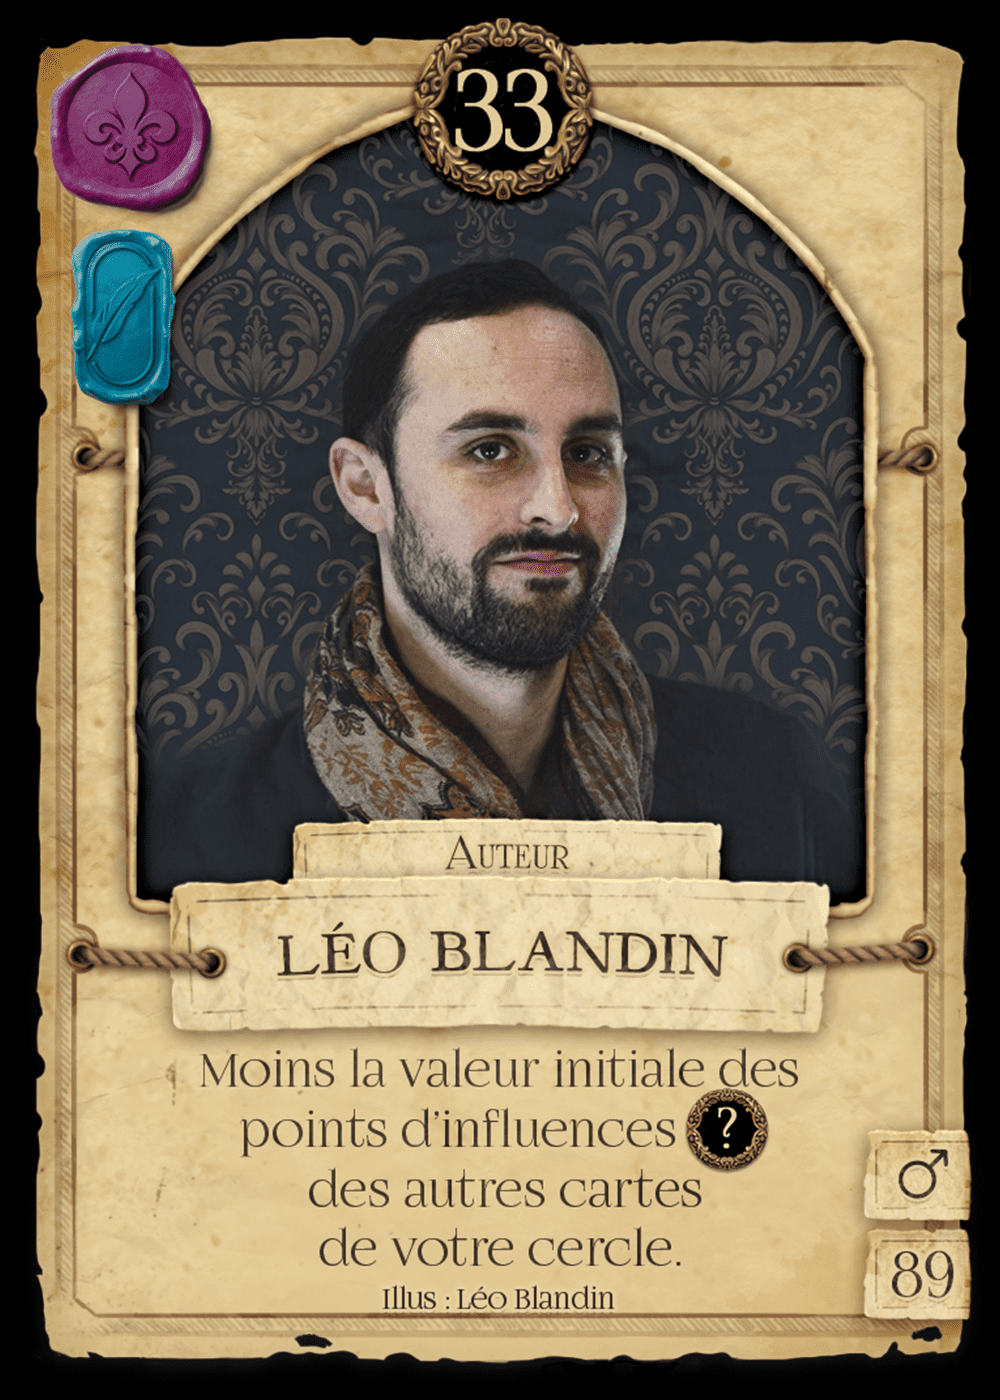 33
AUTEUR
LÉO BLANDIN
Moins la valeur initiale des
points d'influences ?
des autres cartes
de votre cercle.
Illus : Léo Blandin
♂
89